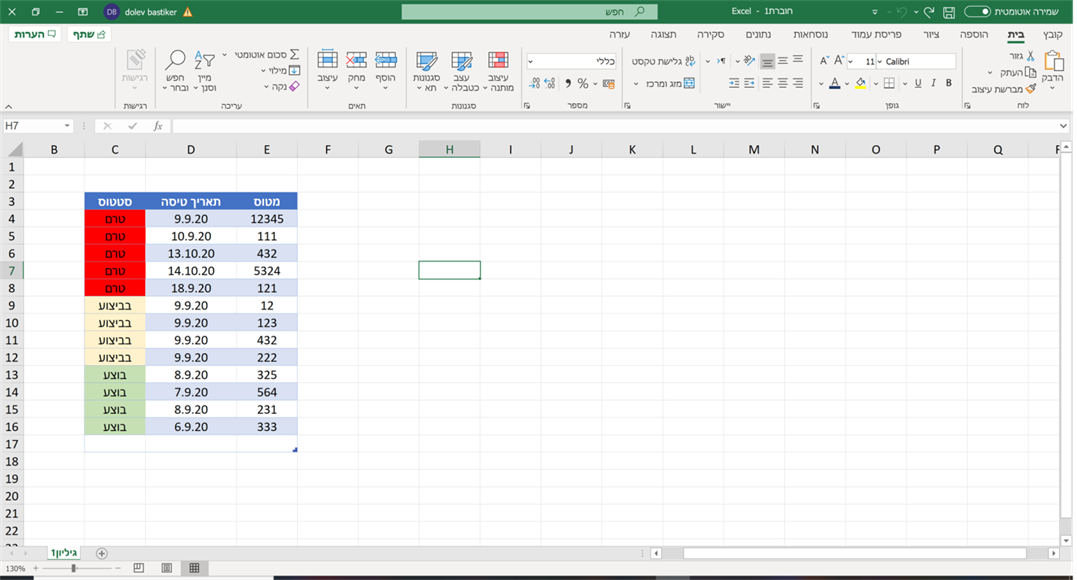 שמירה אוטומטית
חוברת1 - Excel
חפש
dolev bastiker
DB
קובץ בית הוספה ציור פריסת עמוד נוסחאות נתונים סקירה תצוגה עזרה
שתף
הערות
הדבק
גזור
העתק
מברשת עיצוב
לוח
Calibri 11
B I U
גופן
גלישת טקסט
מזג ומרכז
יישור
כללי
מספר
עיצוב מותנה
עצב כטבלה
סגנונות תא
סגנונות
הוסף
מחק
עיצוב
תאים
סכום אוטומטי
מילוי
נקה
מיין וסנן
חפש ובחר
עריכה
רגישות
רגישות
H7
fx
B C D E F G H I J K L M N O P Q
1
2
3 מטוס תאריך טיסה סטטוס
4 12345 9.9.20 טרם
5 111 10.9.20 טרם
6 432 13.10.20 טרם
7 5324 14.10.20 טרם
8 121 18.9.20 טרם
9 12 9.9.20 בביצוע
10 123 9.9.20 בביצוע
11 432 9.9.20 בביצוע
12 222 9.9.20 בביצוע
13 325 8.9.20 בוצע
14 564 7.9.20 בוצע
15 231 8.9.20 בוצע
16 333 6.9.20 בוצע
17
18
19
20
21
22
גיליון1
130%